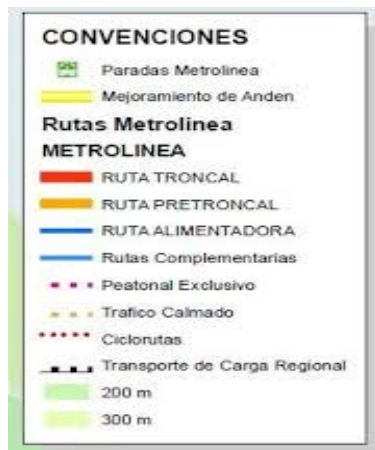 CONVENCIONES
Paradas Metrolinea
Mejoramiento de Anden
Rutas Metrolinea
METROLINEA
RUTA TRONCAL
RUTA PRETRONCAL
RUTA ALIMENTADORA
Rutas Complementarias
Peatonal Exclusivo
Trafico Calmado
Ciclorutas
Transporte de Carga Regional
200 m
300 m